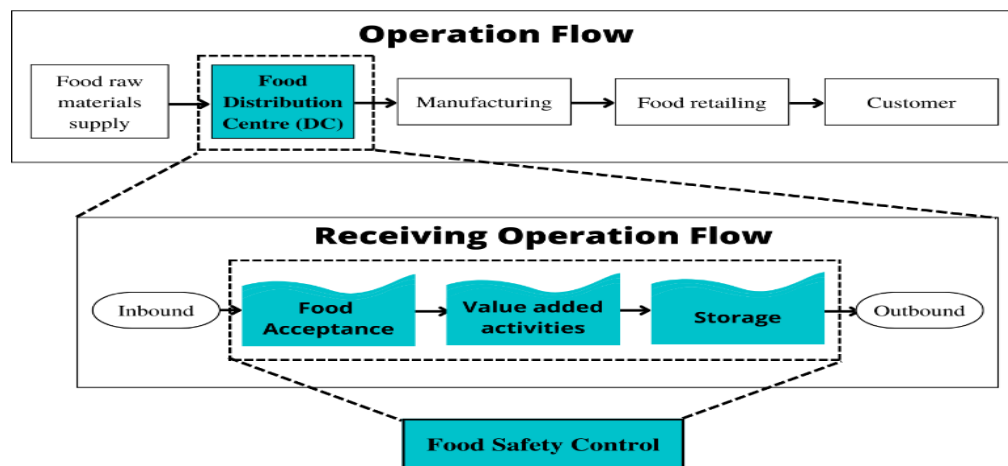 Operation Flow
Food raw
materials
supply
Food
Distribution
Centre (DC)
Manufacturing
Food retailing
Customer
Receiving Operation Flow
Inbound
Food
Acceptance
Value added
activities
Storage
Outbound
Food Safety Control